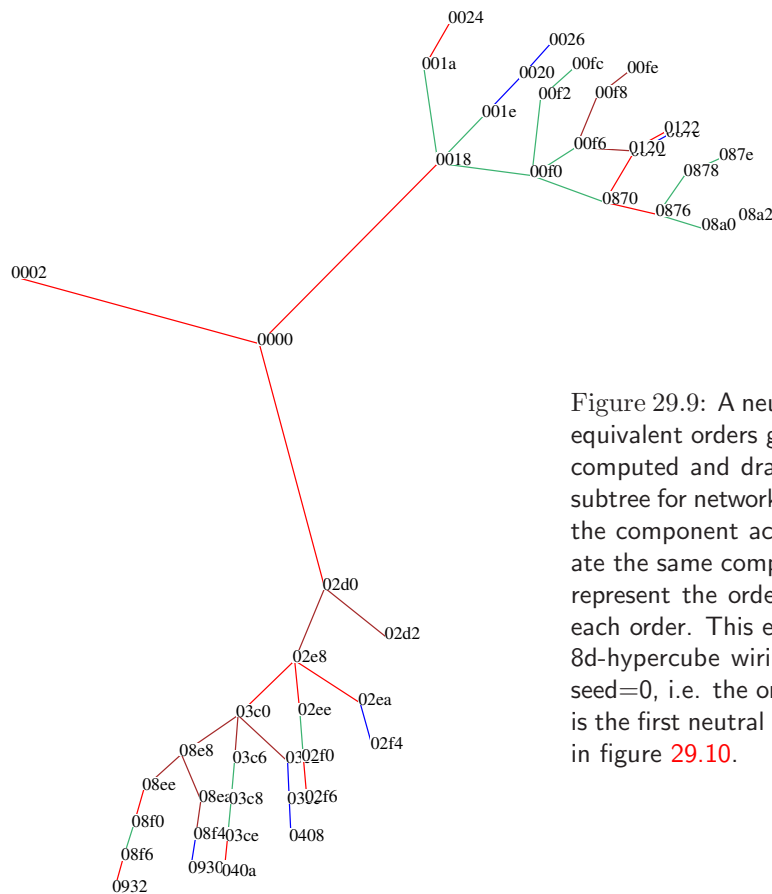 0024
0026
001a
0020
00fc
00fe
00f2
00f8
001e
0122
00f6
0120
087e
0018
00f0
0878
0870
0876
08a0
08a2
0002
0000
Figure 29.9: A neu
equivalent orders g
computed and dra
subtree for network
the component ac
ate the same comp
represent the orde
each order. This e
8d-hypercube wiri
seed=0, i.e. the or
is the first neutral
in figure 29.10.
02d0
02d2
02e8
02ea
03c0
02ee
02f4
08e8
03c6
02f0
08ee
08ea
03c8
02f6
08f0
08f4
03ce
0408
08f6
0930
040a
0932